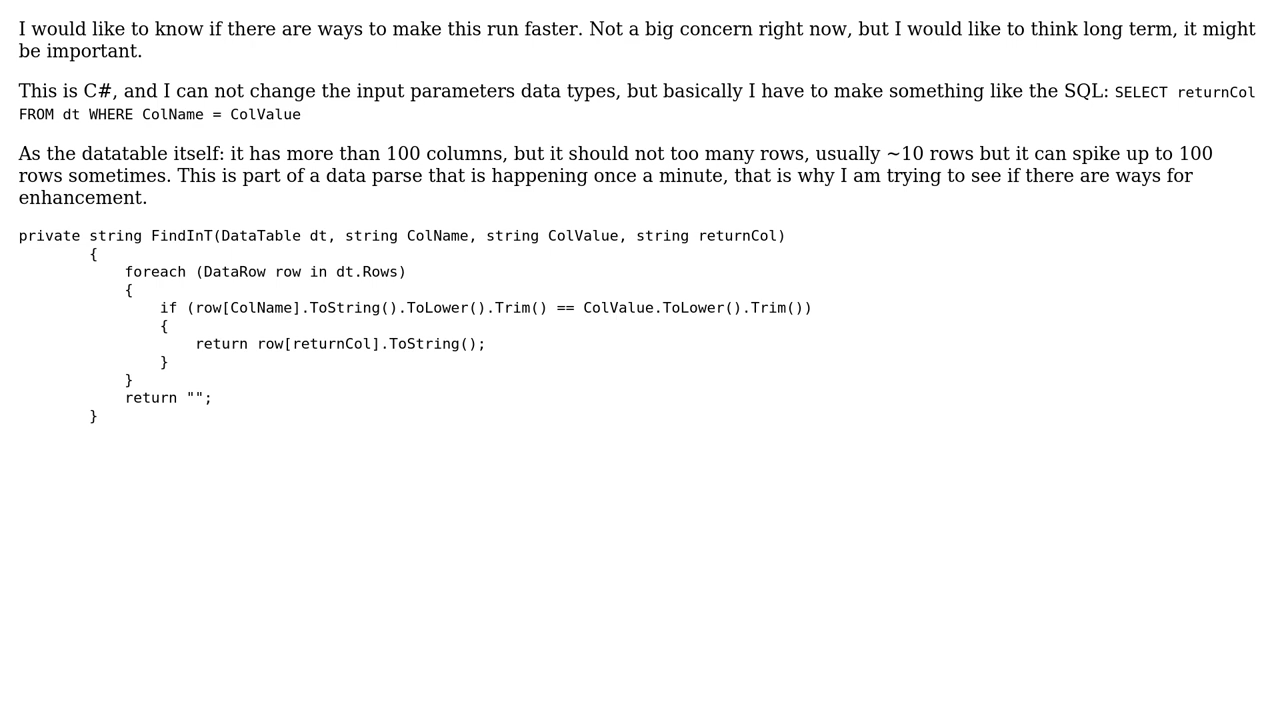 I would like to know if there are ways to make this run faster. Not a big concern right now, but I would like to think long term, it might
be important.
This is C#, and I can not change the input parameters data types, but basically I have to make something like the SQL: SELECT returnCol
FROM dt WHERE ColName = ColValue
As the datatable itself: it has more than 100 columns, but it should not too many rows, usually ~10 rows but it can spike up to 100
rows sometimes. This is part of a data parse that is happening once a minute, that is why I am trying to see if there are ways for
enhancement.
private string FindInT(DataTable dt, string ColName, string ColValue, string returnCol)
        {
            foreach (DataRow row in dt.Rows)
            {
                if (row[ColName].ToString().ToLower().Trim() == ColValue.ToLower().Trim())
                {
                    return row[returnCol].ToString();
                }
            }
            return "";
        }